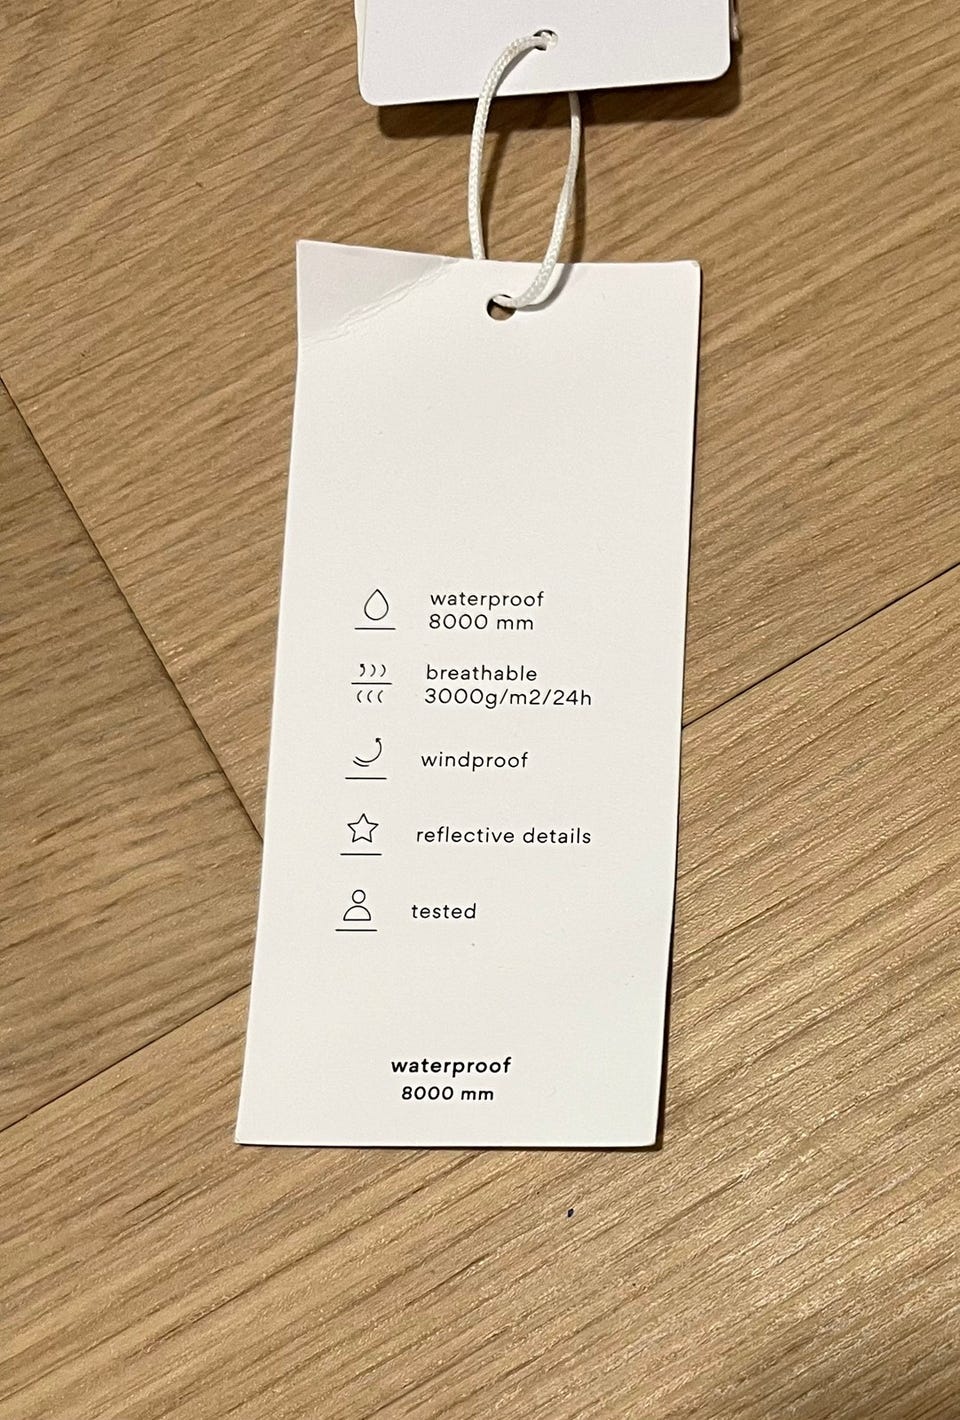 waterproof
8000 mm
breathable
3000g/m2/24h
windproof
reflective details
tested
waterproof
8000 mm